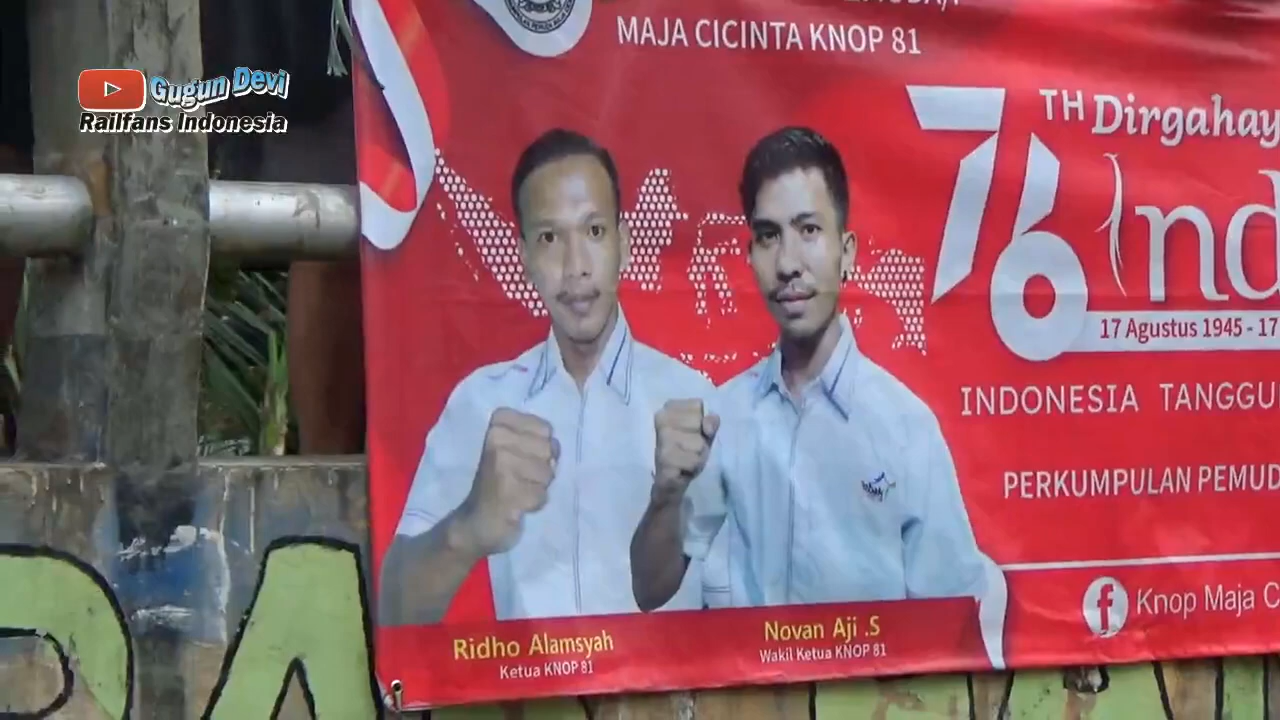 Gugun Devi
Railfans Indonesia
MAJA CICINTA KNOP 81
76 TH Dirgahay
Ind
17 Agustus 1945 - 17
INDONESIA TANGGU
PERKUMPULAN PEMUD
Knop Maja C
Ridho Alamsyah
Ketua KNOP 81
Novan Aji .S
Wakil Ketua KNOP 81